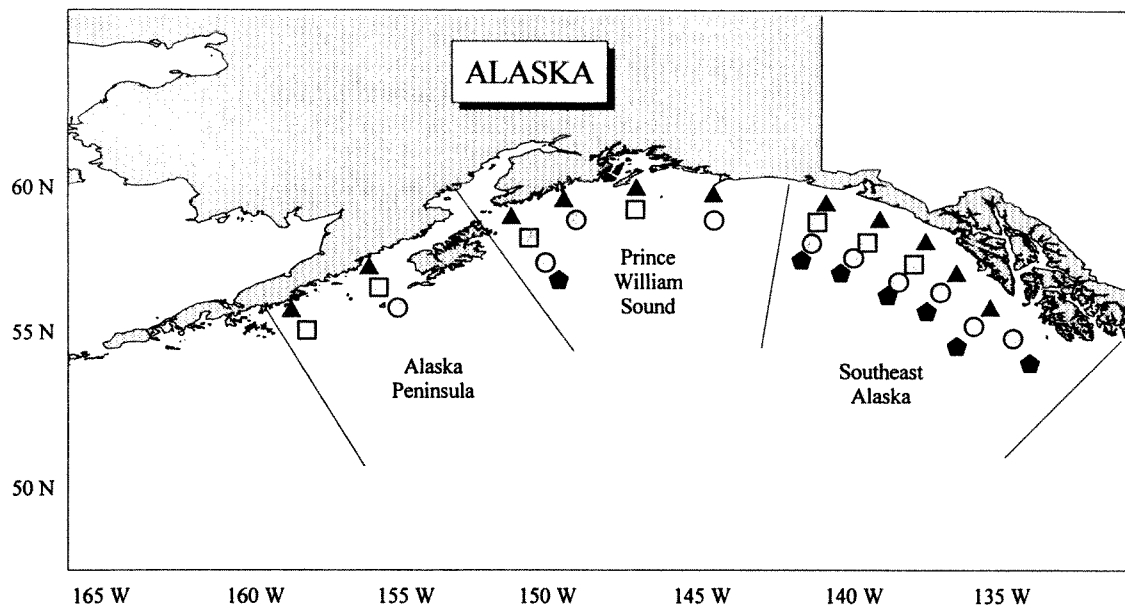 ALASKA
60 N
Prince
William
Sound
55 N
Alaska
Peninsula
Southeast
Alaska
50 N
165 W
160 W
155 W
150 W
145 W
140 W
135 W